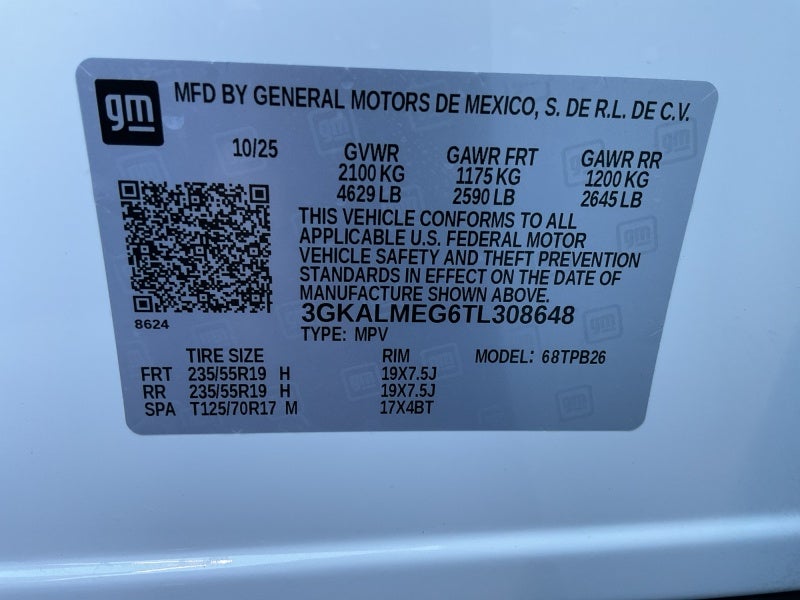 gm
MFD BY GENERAL MOTORS DE MEXICO, S. DE R.L. DE C.V.
10/25 GVWR GAWR FRT GAWR RR
2100 KG 1175 KG 1200 KG
4629 LB 2590 LB 2645 LB
THIS VEHICLE CONFORMS TO ALL
APPLICABLE U.S. FEDERAL MOTOR
VEHICLE SAFETY AND THEFT PREVENTION
STANDARDS IN EFFECT ON THE DATE OF
MANUFACTURE SHOWN ABOVE.
3GKALMEG6TL308648
8624
TYPE: MPV
TIRE SIZE RIM MODEL: 68TPB26
FRT 235/55R19 H 19X7.5J
RR 235/55R19 H 19X7.5J
SPA T125/70R17 M 17X4BT